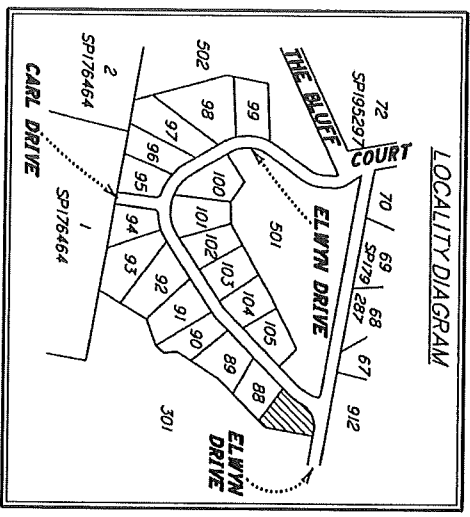 LOCALITY DIAGRAM
72
SP195297
THE BLUFF
COURT
70
69
SP179
287
68
67
912
502
99
98
97
96
95
100
101
102
103
104
105
501
ELWYN DRIVE
94
93
92
91
90
89
88
301
ELWYN
DRIVE
2
SP176464
CARL DRIVE
1
SP176464